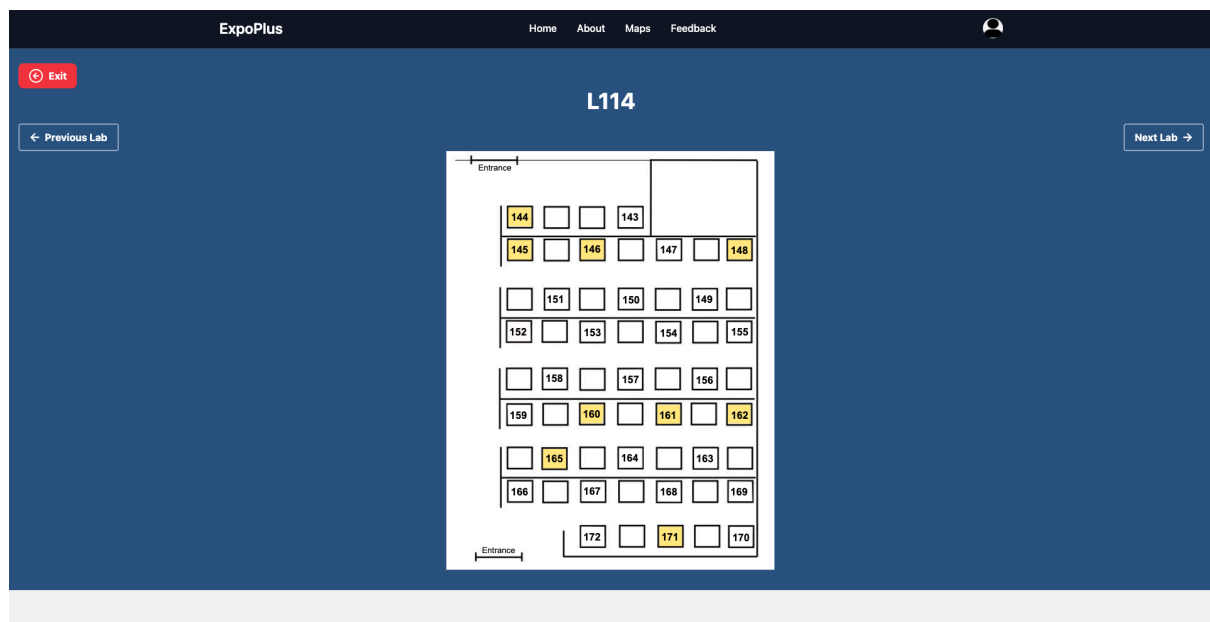 ExpoPlus Home About Maps Feedback
Exit
L114
Previous Lab Next Lab
Entrance
144 143
145 146 147 148
151 150 149
152 153 154 155
158 157 156
159 160 161 162
165 164 163
166 167 168 169
172 171 170
Entrance